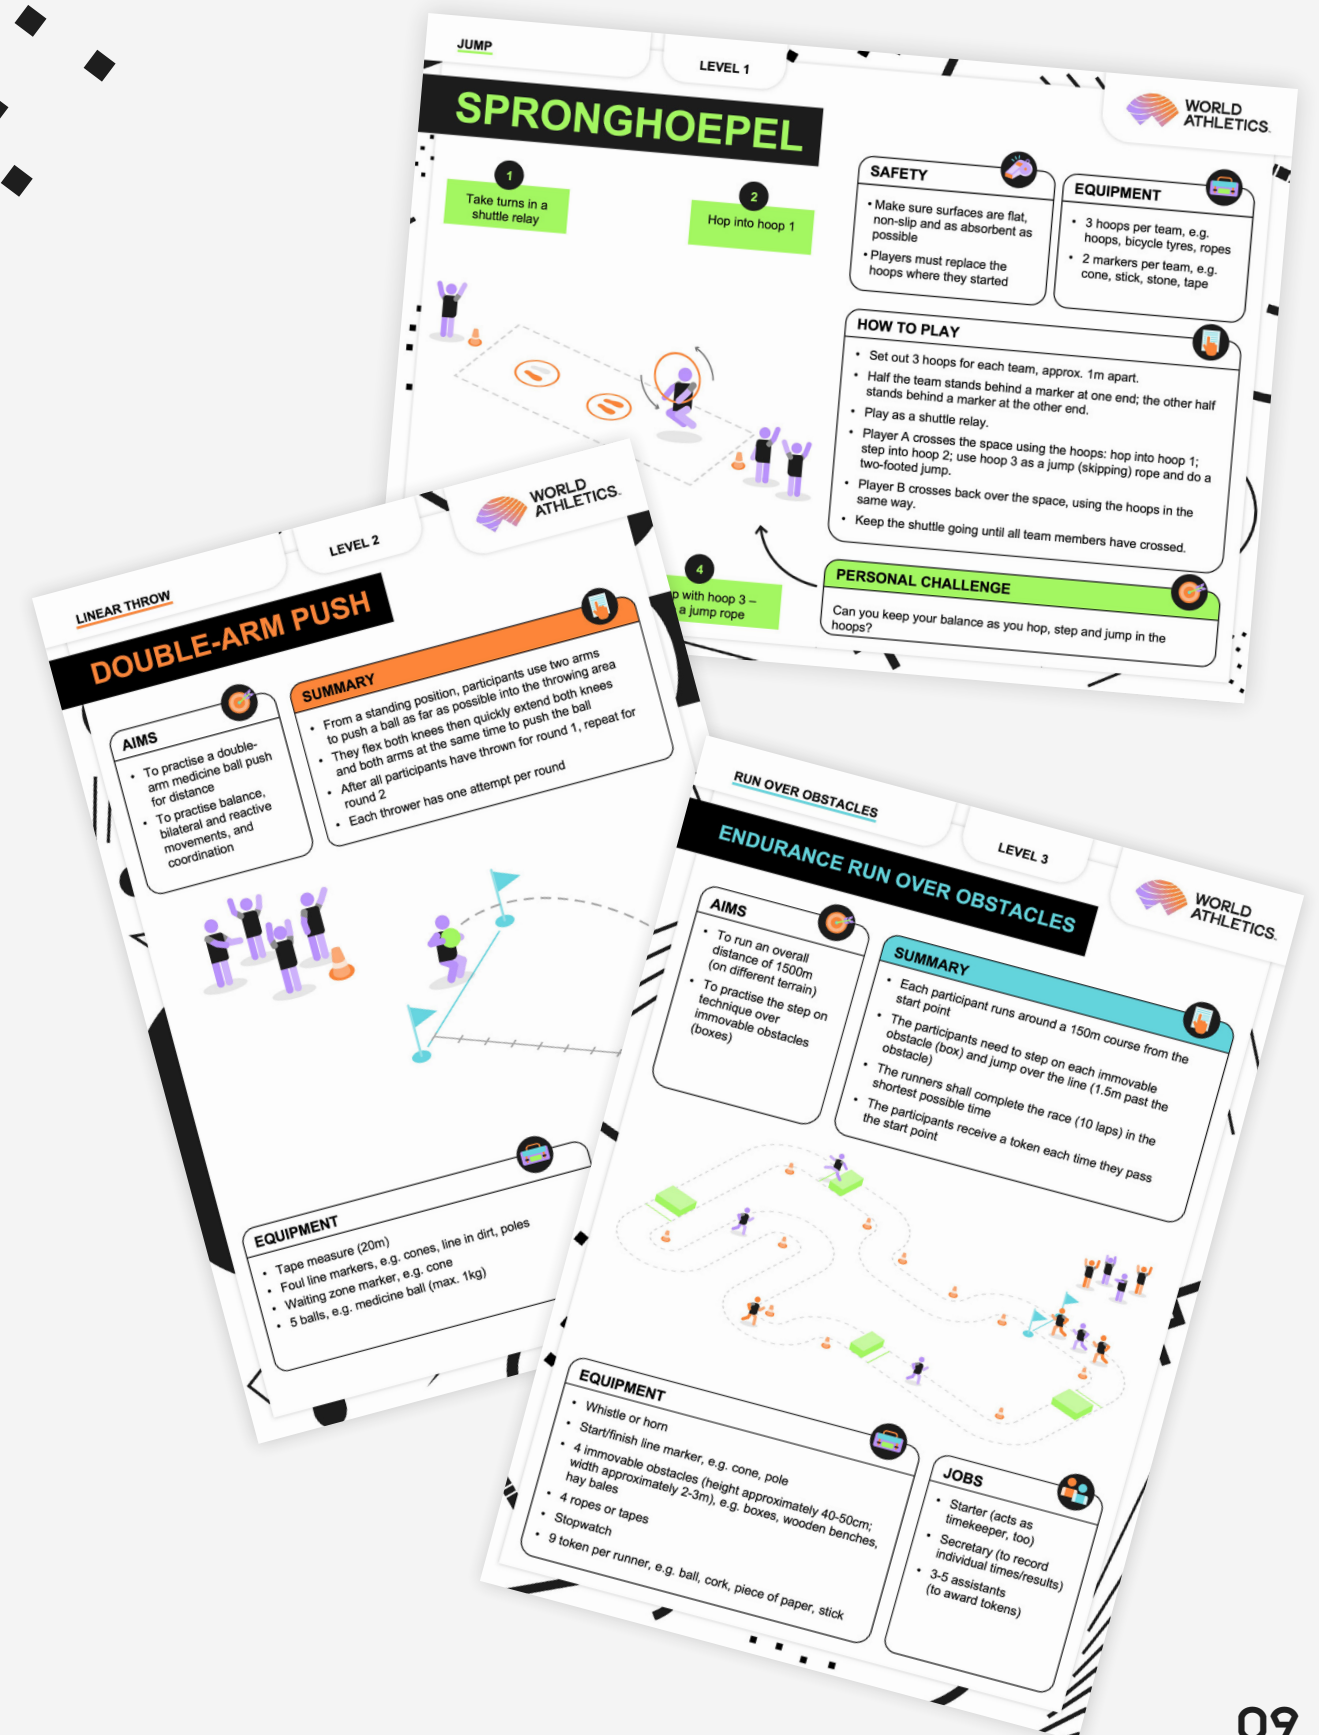 JUMP
LEVEL 1
WORLD
ATHLETICS.
SPRONGHOEPEL
1
Take turns in a
shuttle relay
2
Hop into hoop 1
SAFETY
• Make sure surfaces are flat,
non-slip and as absorbent as
possible
• Players must replace the
hoops where they started
EQUIPMENT
• 3 hoops per team, e.g.
hoops, bicycle tyres, ropes
• 2 markers per team, e.g.
cone, stick, stone, tape
HOW TO PLAY
• Set out 3 hoops for each team, approx. 1m apart.
• Half the team stands behind a marker at one end; the other half
stands behind a marker at the other end.
• Play as a shuttle relay.
• Player A crosses the space using the hoops: hop into hoop 1;
step into hoop 2; use hoop 3 as a jump (skipping) rope and do a
two-footed jump.
• Player B crosses back over the space, using the hoops in the
same way.
• Keep the shuttle going until all team members have crossed.
4
p with hoop 3 –
a jump rope
PERSONAL CHALLENGE
Can you keep your balance as you hop, step and jump in the
hoops?
LINEAR THROW
LEVEL 2
WORLD
ATHLETICS.
DOUBLE-ARM PUSH
AIMS
• To practise a double-
arm medicine ball push
for distance
• To practise balance,
bilateral and reactive
movements, and
coordination
SUMMARY
• From a standing position, participants use two arms
to push a ball as far as possible into the throwing area
• They flex both knees then quickly extend both knees
and both arms at the same time to push the ball
• After all participants have thrown for round 1, repeat for
round 2
• Each thrower has one attempt per round
EQUIPMENT
• Tape measure (20m)
• Foul line markers, e.g. cones, line in dirt, poles
• Waiting zone marker, e.g. cone
• 5 balls, e.g. medicine ball (max. 1kg)
RUN OVER OBSTACLES
LEVEL 3
WORLD
ATHLETICS.
ENDURANCE RUN OVER OBSTACLES
AIMS
• To run an overall
distance of 1500m
(on different terrain)
• To practise the step on
technique over
immovable obstacles
(boxes)
SUMMARY
• Each participant runs around a 150m course from the
start point
• The participants need to step on each immovable
obstacle (box) and jump over the line (1.5m past the
obstacle)
• The runners shall complete the race (10 laps) in the
shortest possible time
• The participants receive a token each time they pass
the start point
EQUIPMENT
• Whistle or horn
• Start/finish line marker, e.g. cone, pole
• 4 immovable obstacles (height approximately 40-50cm;
width approximately 2-3m), e.g. boxes, wooden benches,
hay bales
• 4 ropes or tapes
• Stopwatch
• 9 token per runner, e.g. ball, cork, piece of paper, stick
JOBS
• Starter (acts as
timekeeper, too)
• Secretary (to record
individual times/results)
• 3-5 assistants
(to award tokens)
09